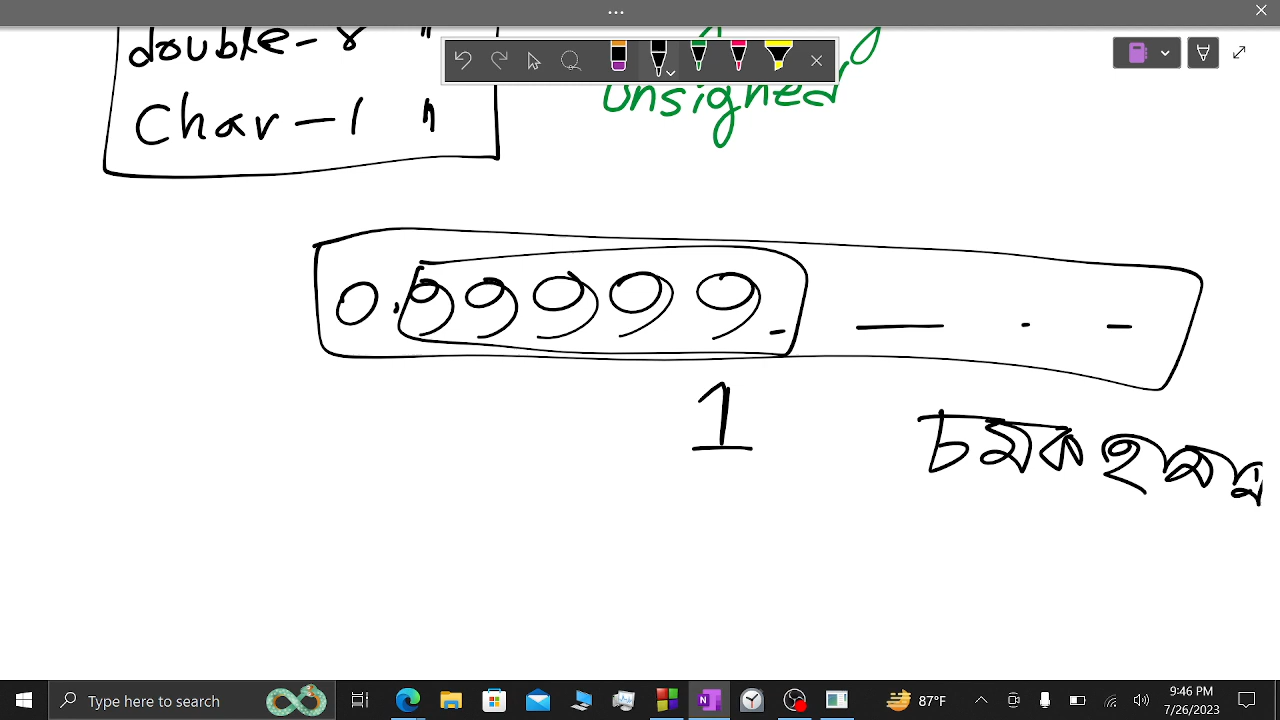 double - 8 "
unsigned
Char - 1 "
0.99999 - — . -
1
চমক হাসান
Type here to search
87°F
9:46 PM
7/26/2023